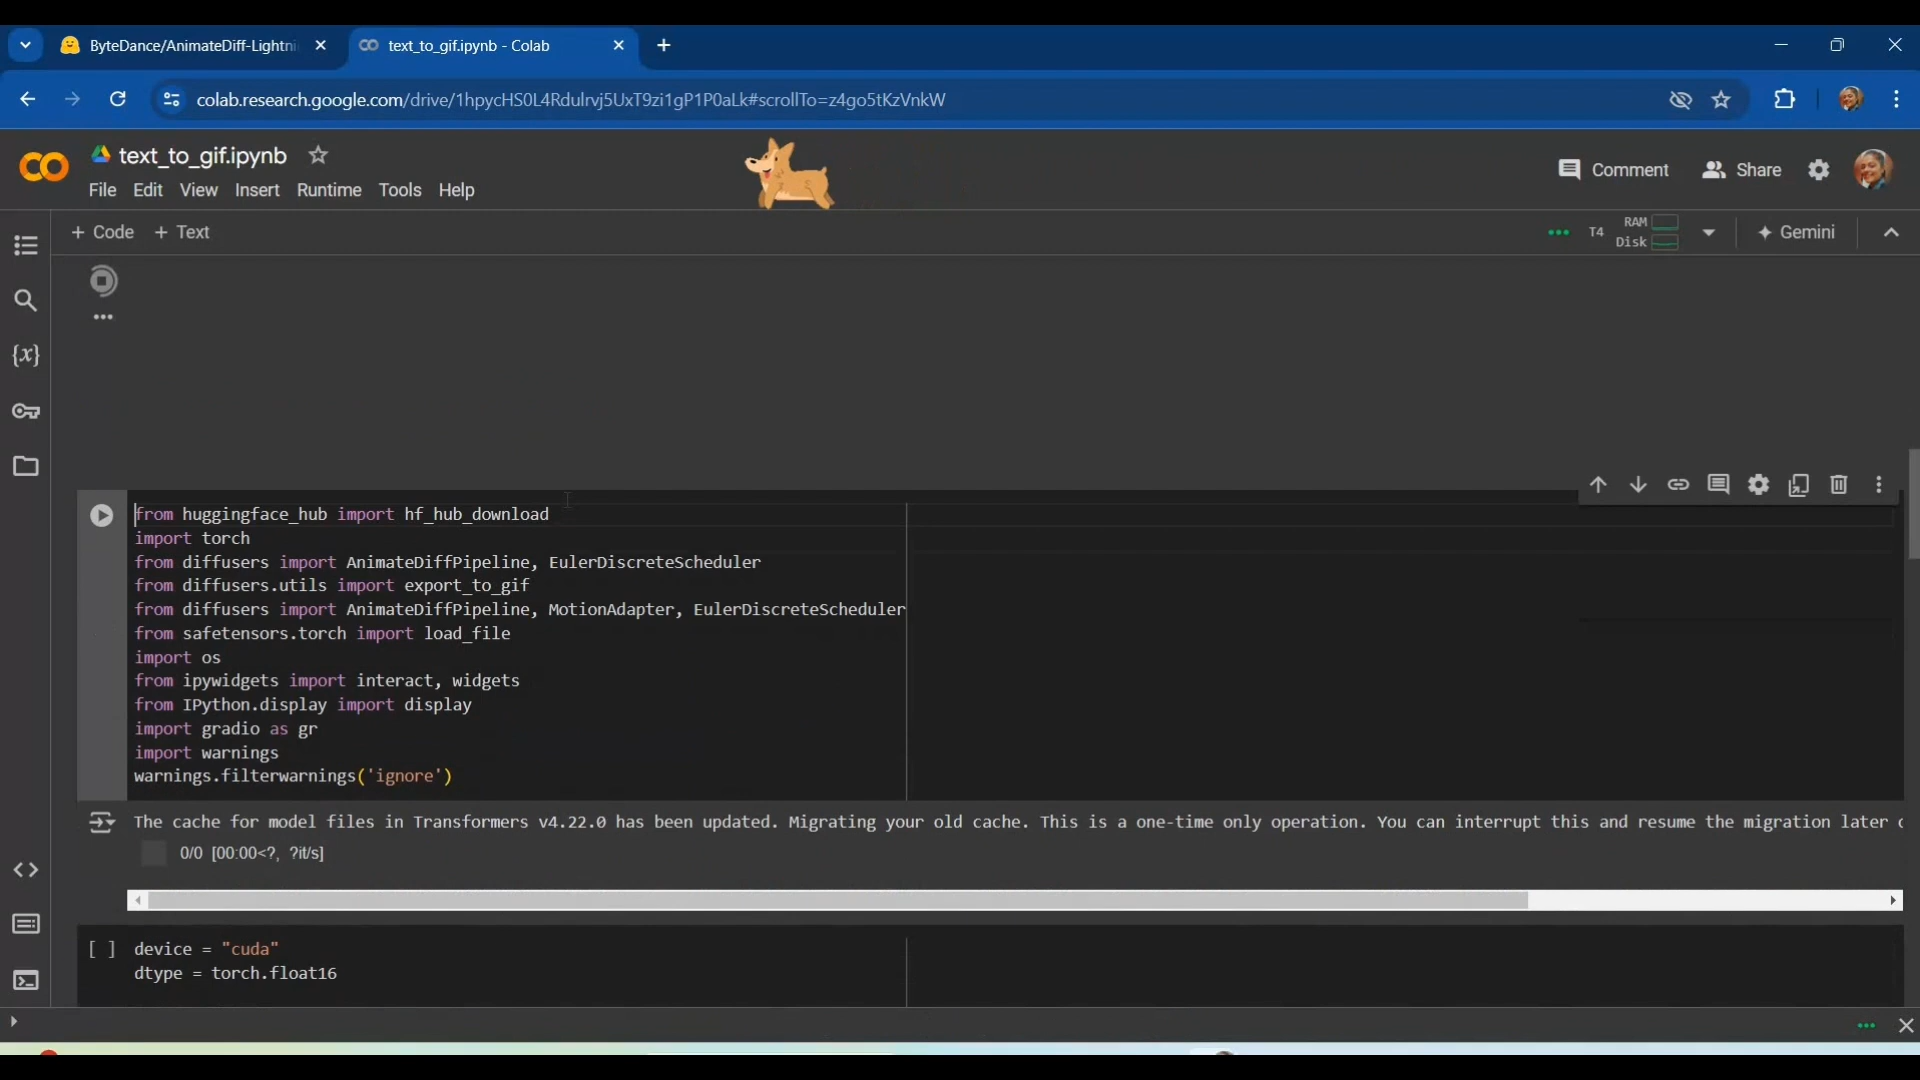 ByteDance/AnimateDiff-Lightni
text_to_gif.ipynb - Colab
colab.research.google.com/drive/1hpycHS0L4Rdulrvj5UxT9zi1gP1P0aLk#scrollTo=z4go5tKzVnkW
text_to_gif.ipynb
File Edit View Insert Runtime Tools Help
Comment
Share
+ Code + Text
T4
RAM
Disk
Gemini
{x}
from huggingface_hub import hf_hub_download
import torch
from diffusers import AnimateDiffPipeline, EulerDiscreteScheduler
from diffusers.utils import export_to_gif
from diffusers import AnimateDiffPipeline, MotionAdapter, EulerDiscreteScheduler
from safetensors.torch import load_file
import os
from ipywidgets import interact, widgets
from IPython.display import display
import gradio as gr
import warnings
warnings.filterwarnings('ignore')
The cache for model files in Transformers v4.22.0 has been updated. Migrating your old cache. This is a one-time only operation. You can interrupt this and resume the migration later
0/0 [00:00<?, ?it/s]
[ ] device = "cuda"
dtype = torch.float16